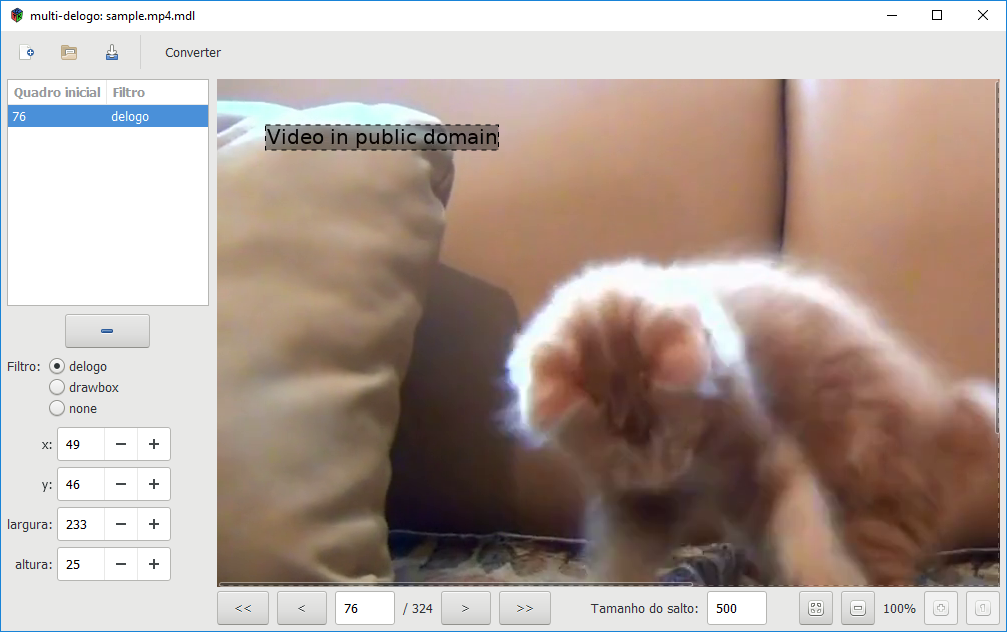 multi-delogo: sample.mp4.mdl
Converter
Quadro inicial Filtro
76 delogo
Video in public domain
Filtro: delogo
drawbox
none
x: 49
y: 46
largura: 233
altura: 25
<< < 76 / 324 > >> Tamanho do salto: 500 100%